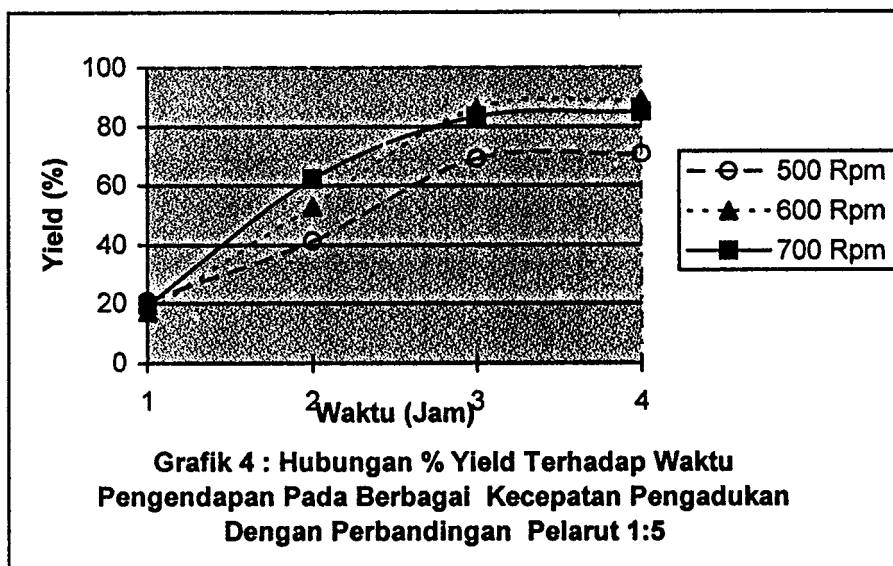 100
80
60
40
20
0
Yield (%)
1 2 3 4
Waktu (Jam)
500 Rpm
600 Rpm
700 Rpm
Grafik 4 : Hubungan % Yield Terhadap Waktu
Pengendapan Pada Berbagai Kecepatan Pengadukan
Dengan Perbandingan Pelarut 1:5